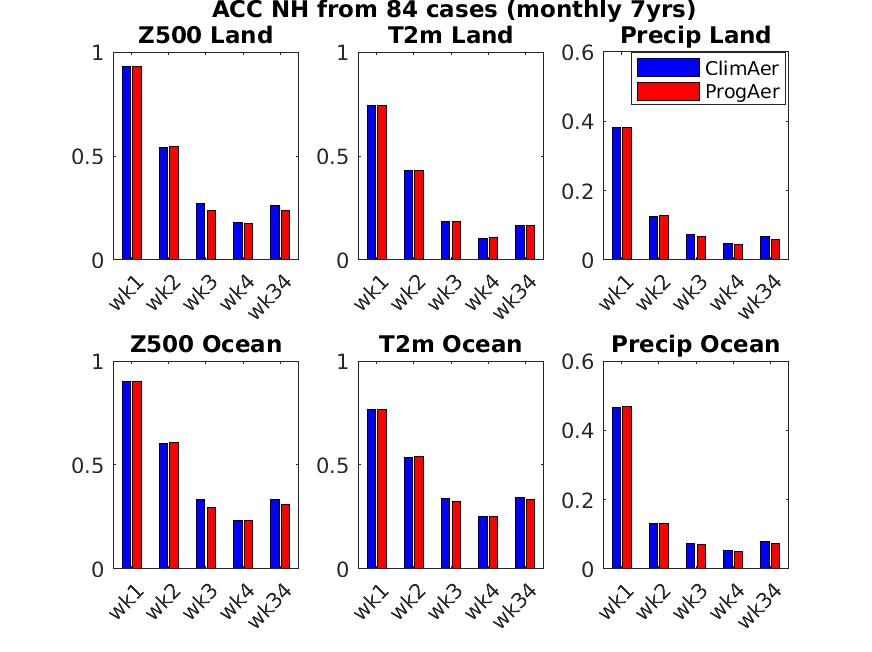 ACC NH from 84 cases (monthly 7yrs)
Z500 Land
1
0.5
0
wk1 wk2 wk3 wk4 wk34
T2m Land
1
0.5
0
wk1 wk2 wk3 wk4 wk34
Precip Land
0.6
0.4
0.2
0
ClimAer
ProgAer
wk1 wk2 wk3 wk4 wk34
Z500 Ocean
1
0.5
0
wk1 wk2 wk3 wk4 wk34
T2m Ocean
1
0.5
0
wk1 wk2 wk3 wk4 wk34
Precip Ocean
0.6
0.4
0.2
0
wk1 wk2 wk3 wk4 wk34